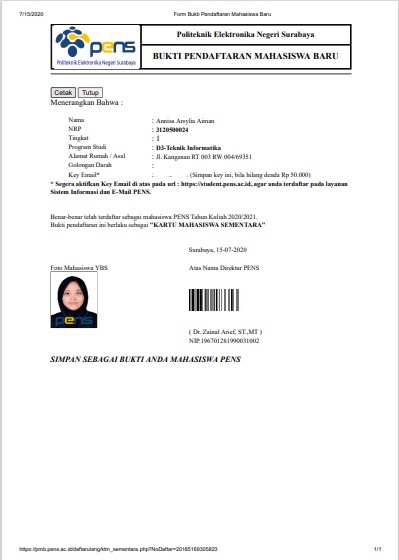 7/15/2020
Form Bukti Pendaftaran Mahasiswa Baru
pens
Politeknik Elektronika Negeri Surabaya
Politeknik Elektronika Negeri Surabaya
BUKTI PENDAFTARAN MAHASISWA BARU
Cetak Tutup
Menerangkan Bahwa :
Nama : Annisa Arsylia Aiman
NRP : 3120500024
Tingkat : 1
Program Studi : D3-Teknik Informatika
Alamat Rumah / Asal : Jl. Kangenan RT 003 RW 004/69351
Golongan Darah :
Key Email* : . .. . (Simpan key ini, bila hilang denda Rp 50.000)
* Segera aktifkan Key Email di atas pada url : https://student.pens.ac.id, agar anda terdaftar pada layanan
Sistem Informasi dan E-Mail PENS.
Benar-benar telah terdaftar sebagai mahasiswa PENS Tahun Kuliah 2020/2021.
Bukti pendaftaran ini berlaku sebagai "KARTU MAHASISWA SEMENTARA"
Surabaya, 15-07-2020
Foto Mahasiswa YBS
Atas Nama Direktur PENS
pens
( Dr. Zainal Arief, ST.,MT )
NIP.196701281990031002
SIMPAN SEBAGAI BUKTI ANDA MAHASISWA PENS
https://pmb.pens.ac.id/daftarulang/ktm_sementara.php?NoDaftar=20185169305823
1/1